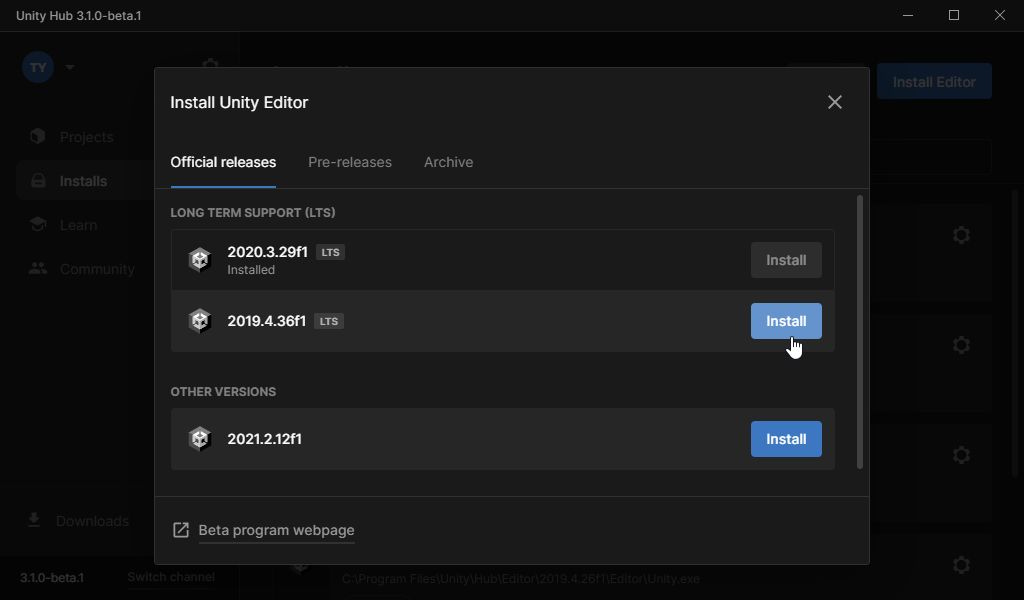 Unity Hub 3.1.0-beta.1
TY
Install Editor
Install Unity Editor
Projects
Official releases
Pre-releases
Archive
Installs
LONG TERM SUPPORT (LTS)
Learn
2020.3.29f1 LTS
Installed
Install
Community
2019.4.36f1 LTS
Install
OTHER VERSIONS
2021.2.12f1
Install
Downloads
Beta program webpage
3.1.0-beta.1
Switch channel
C:\Program Files\Unity\Hub\Editor\2019.4.26f1\Editor\Unity.exe